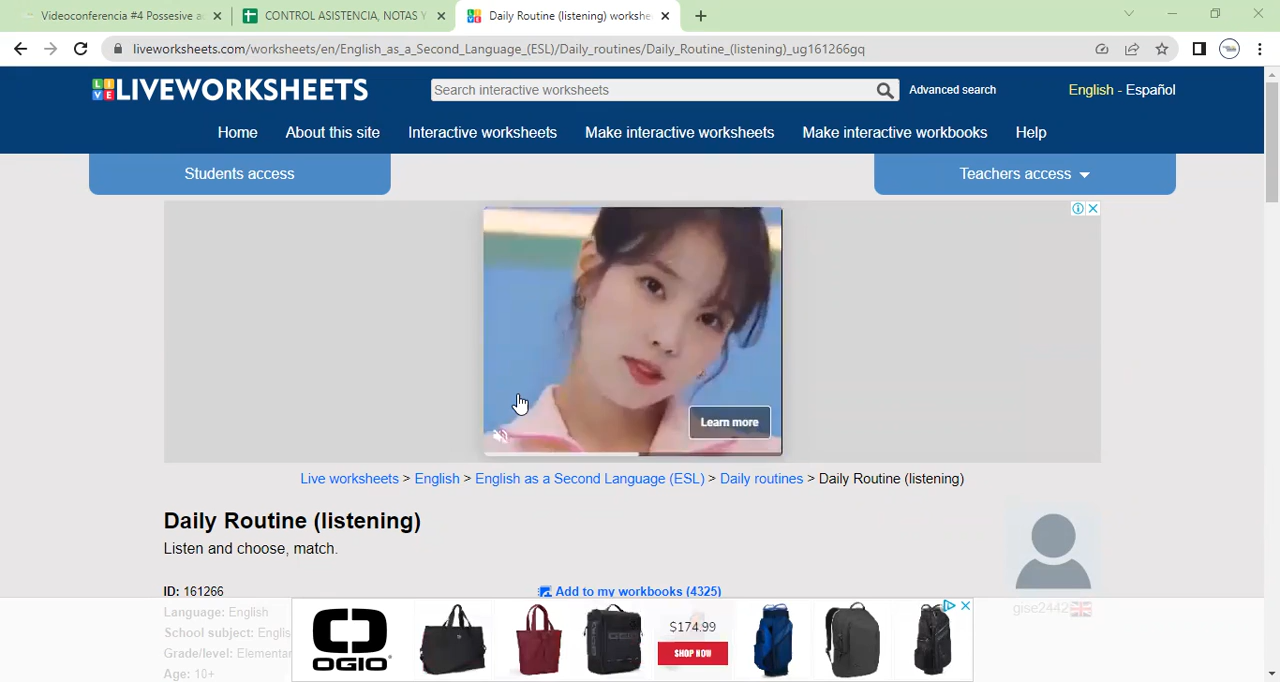 Videoconferencia #4 Possesive a
CONTROL ASISTENCIA, NOTAS Y
Daily Routine (listening) workshe
liveworksheets.com/worksheets/en/English_as_a_Second_Language_(ESL)/Daily_routines/Daily_Routine_(listening)_ug161266gq
LIVE LIVEWORKSHEETS
Search interactive worksheets
Advanced search
English - Español
Home About this site Interactive worksheets Make interactive worksheets Make interactive workbooks Help
Students access
Teachers access
Learn more
Live worksheets > English > English as a Second Language (ESL) > Daily routines > Daily Routine (listening)
Daily Routine (listening)
Listen and choose, match.
ID: 161266
Add to my workbooks (4325)
Language: English
School subject: Englis
Grade/level: Elementar
Age: 10+
gise2442
OGIO
$174.99
SHOP NOW